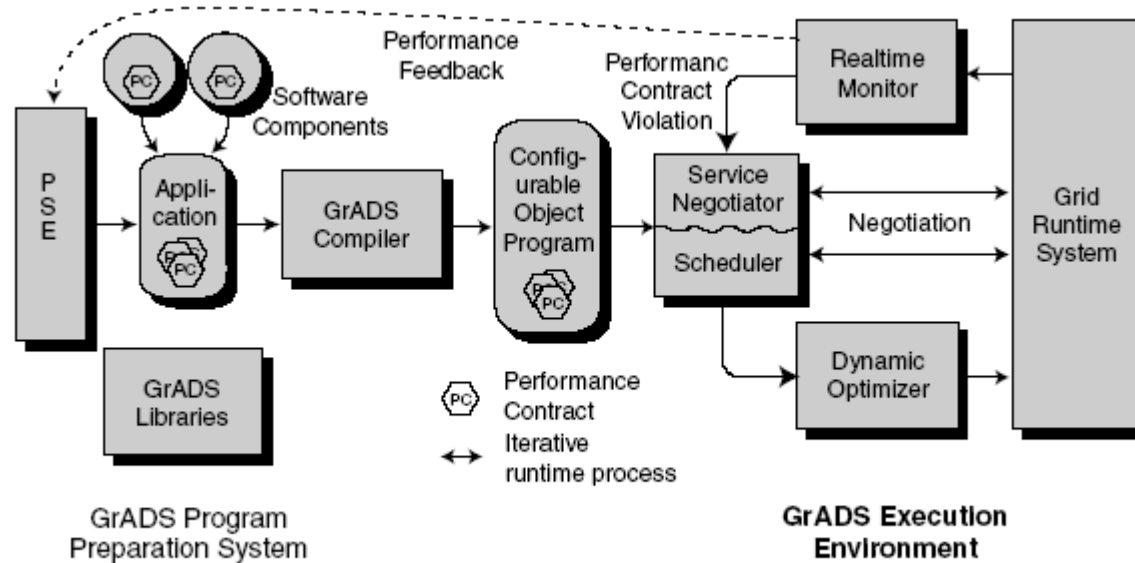 Performance
Feedback
PC
PC
Software
Components
Performanc
Contract
Violation
Realtime
Monitor
P
S
E
Appli-
cation
PC
PC
GrADS
Compiler
Config-
urable
Object
Program
PC
PC
Service
Negotiator
Scheduler
Negotiation
Grid
Runtime
System
Dynamic
Optimizer
GrADS
Libraries
PC
Performance
Contract
Iterative
runtime process
GrADS Program
Preparation System
GrADS Execution
Environment